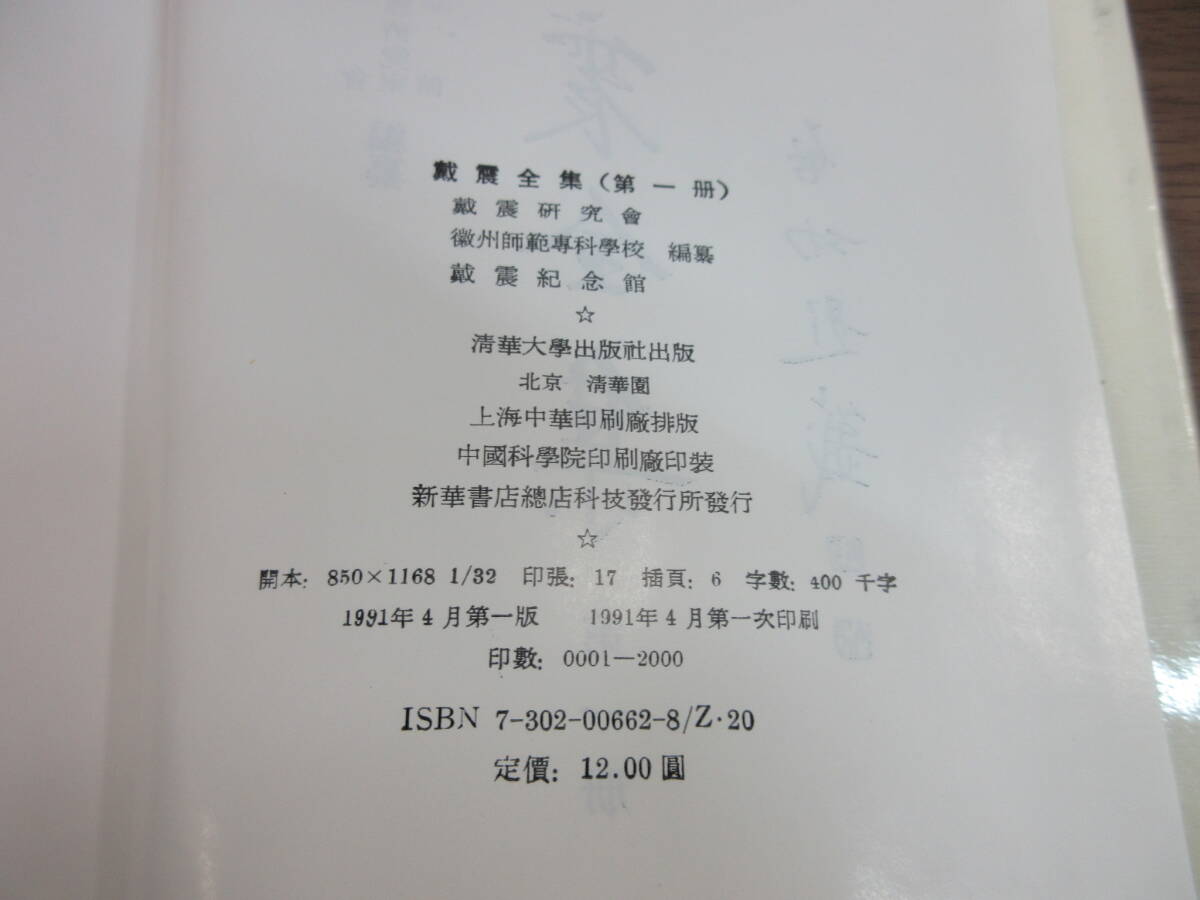 戴震全集(第一册)
戴震研究會
徽州師範專科學校 編纂
戴震紀念館
☆
清華大學出版社出版
北京 清華園
上海中華印刷廠排版
中國科學院印刷廠印裝
新華書店總店科技發行所發行
☆
開本: 850×1168 1/32 印張: 17 插頁: 6 字數: 400 千字
1991年4月第一版 1991年4月第一次印刷
印數: 0001—2000
ISBN 7-302-00662-8/Z·20
定價: 12.00圓